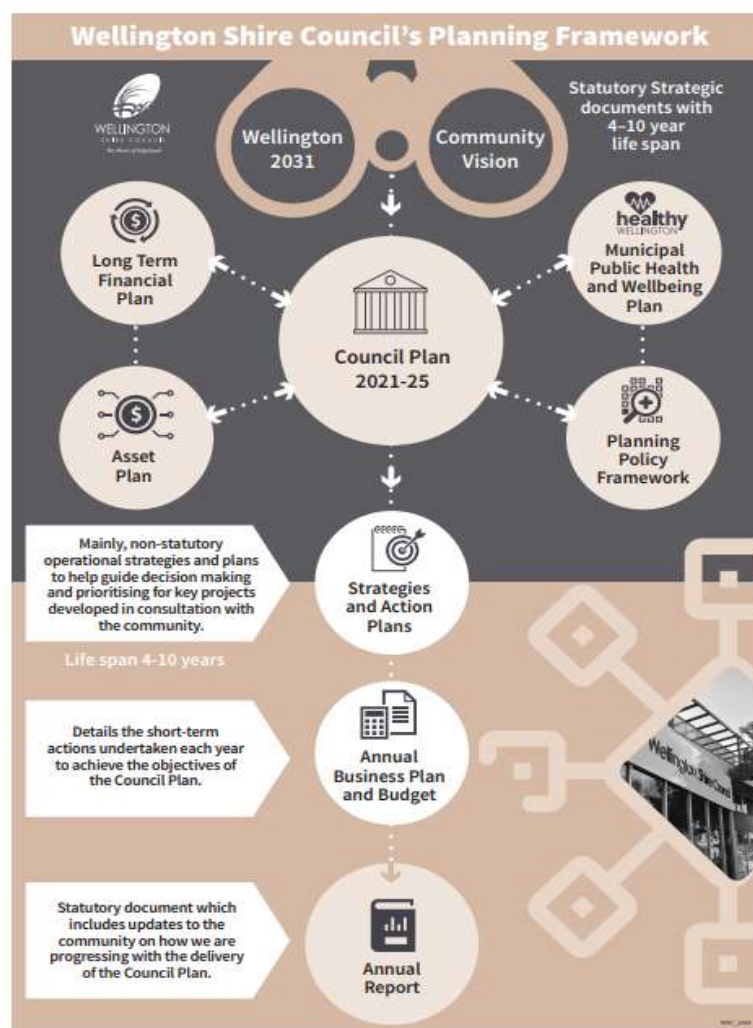 Wellington Shire Council's Planning Framework
WELLINGTON
SHIRE COUNCIL
The Heart of Gippsland
Wellington
2031
Community
Vision
Statutory Strategic
documents with
4–10 year
life span
Long Term
Financial
Plan
healthy
WELLINGTON
Municipal
Public Health
and Wellbeing
Plan
Council Plan
2021-25
Asset
Plan
Planning
Policy
Framework
Mainly, non-statutory
operational strategies and plans
to help guide decision making
and prioritising for key projects
developed in consultation with
the community.
Strategies
and Action
Plans
Life span 4-10 years
Details the short-term
actions undertaken each year
to achieve the objectives of
the Council Plan.
Annual
Business Plan
and Budget
Wellington Shire Council
Statutory document which
includes updates to the
community on how we are
progressing with the delivery
of the Council Plan.
Annual
Report